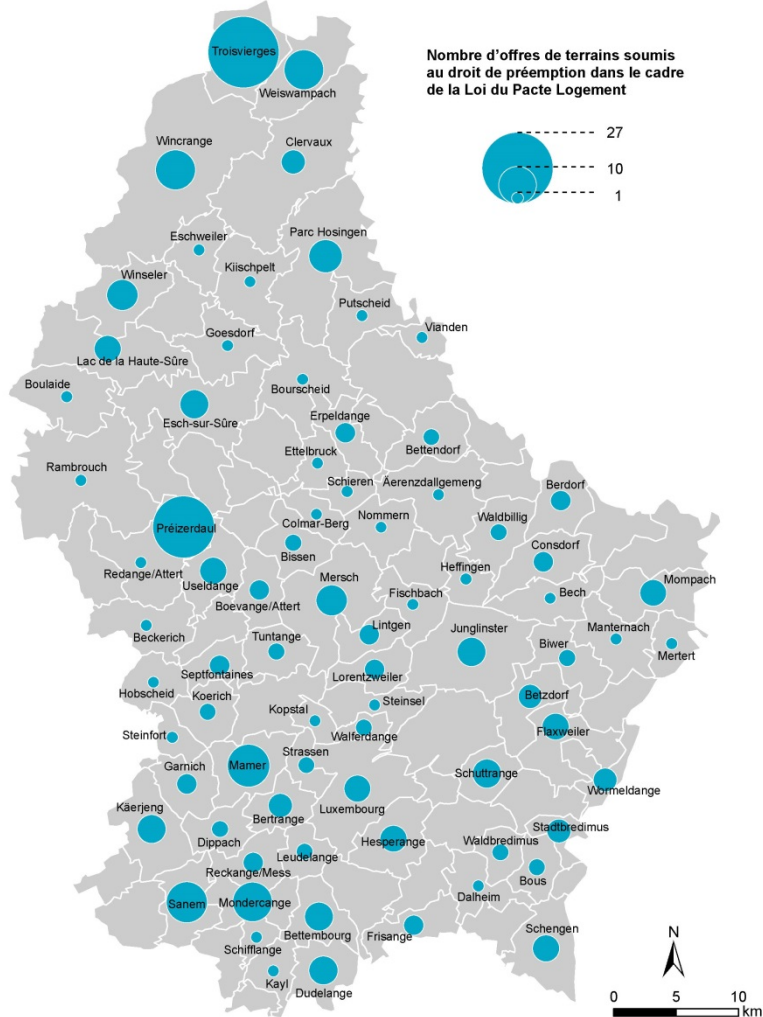 Nombre d'offres de terrains soumis
au droit de préemption dans le cadre
de la Loi du Pacte Logement
27
10
1
Troisvierges
Weiswampach
Wincrange
Clervaux
Parc Hosingen
Eschweiler
Kiischpelt
Winseler
Putscheid
Vianden
Goesdorf
Lac de la Haute-Sûre
Boulaide
Bourscheid
Esch-sur-Sûre
Erpeldange
Bettendorf
Ettelbruck
Rambrouch
Schieren
Äerenzdallgemeng
Berdorf
Préizerdaul
Colmar-Berg
Nommern
Waldbillig
Bissen
Consdorf
Redange/Attert
Useldange
Heffingen
Mompach
Mersch
Fischbach
Bech
Boevange/Attert
Beckerich
Lintgen
Junglinster
Manternach
Tuntange
Biwer
Mertert
Septfontaines
Lorentzweiler
Hobscheid
Koerich
Betzdorf
Kopstal
Steinsel
Steinfort
Walferdange
Flaxweiler
Strassen
Garnich
Mamer
Schuttrange
Wormeldange
Käerjeng
Bertrange
Luxembourg
Stadtbredimus
Dippach
Hesperange
Waldbredimus
Leudelange
Reckange/Mess
Bous
Dalheim
Sanem
Mondercange
Bettembourg
Frisange
Schengen
Schifflange
Kayl
Dudelange
N
0 5 10
km